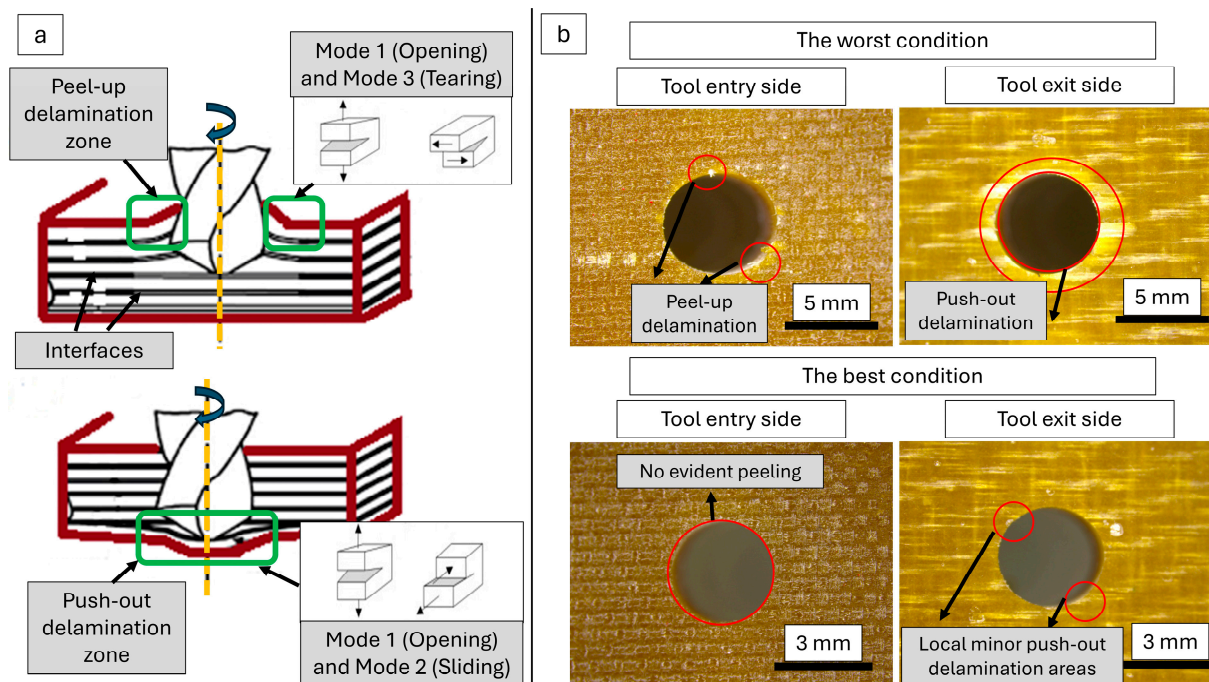 a
Mode 1 (Opening)
and Mode 3 (Tearing)
Peel-up
delamination
zone
Interfaces
Push-out
delamination
zone
Mode 1 (Opening)
and Mode 2 (Sliding)
b
The worst condition
Tool entry side
Tool exit side
Peel-up
delamination
5 mm
Push-out
delamination
5 mm
The best condition
Tool entry side
Tool exit side
No evident peeling
3 mm
Local minor push-out
delamination areas
3 mm